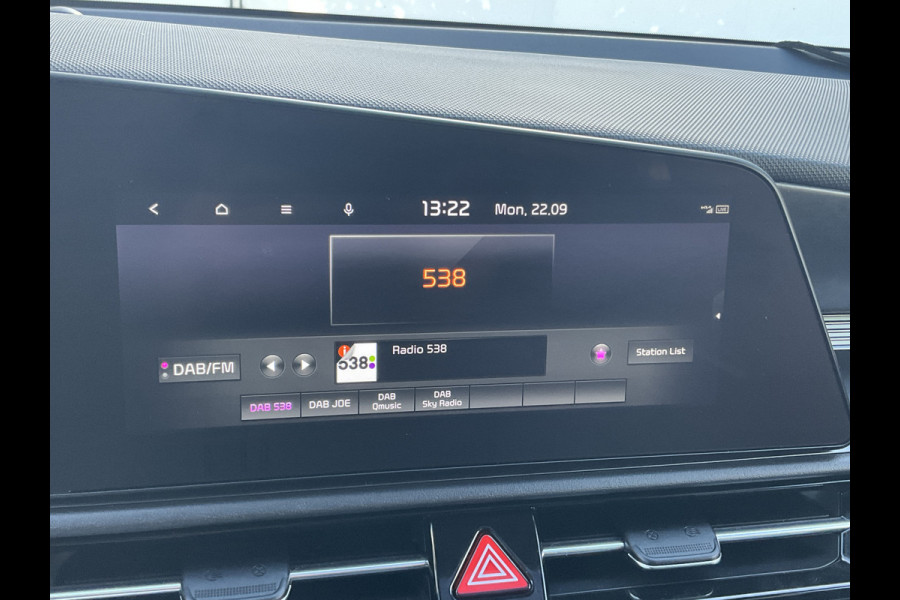 13:22 Mon, 22.09
LIVE
538
DAB/FM
538
Radio 538
Station List
DAB 538
DAB JOE
DAB
Qmusic
DAB
Sky Radio